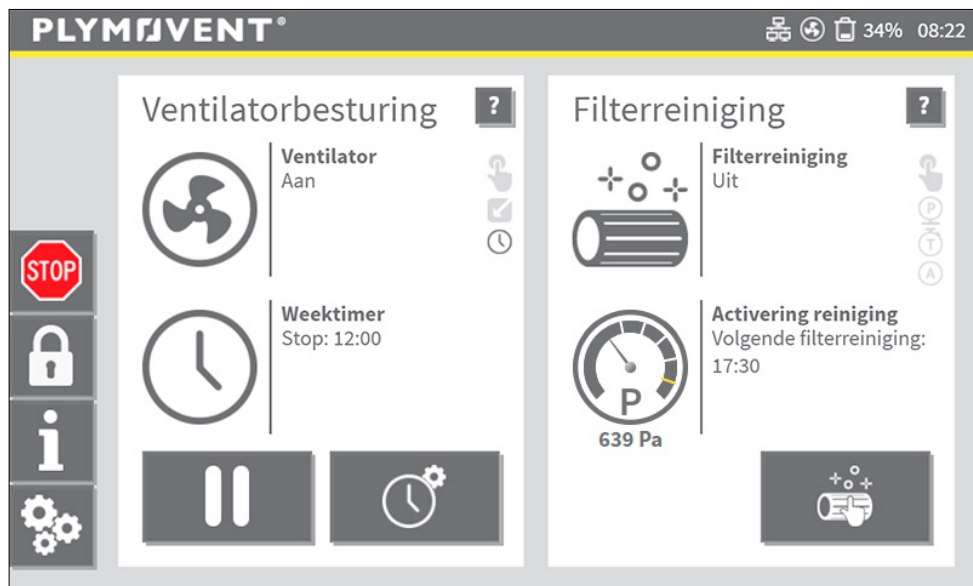 PLYMOVENT®
34% 08:22
Ventilatorbesturing
?
Ventilator
Aan
Weektimer
Stop: 12:00
STOP
Filterreiniging
?
Filterreiniging
Uit
P
T
A
Activering reiniging
Volgende filterreiniging:
17:30
P
639 Pa